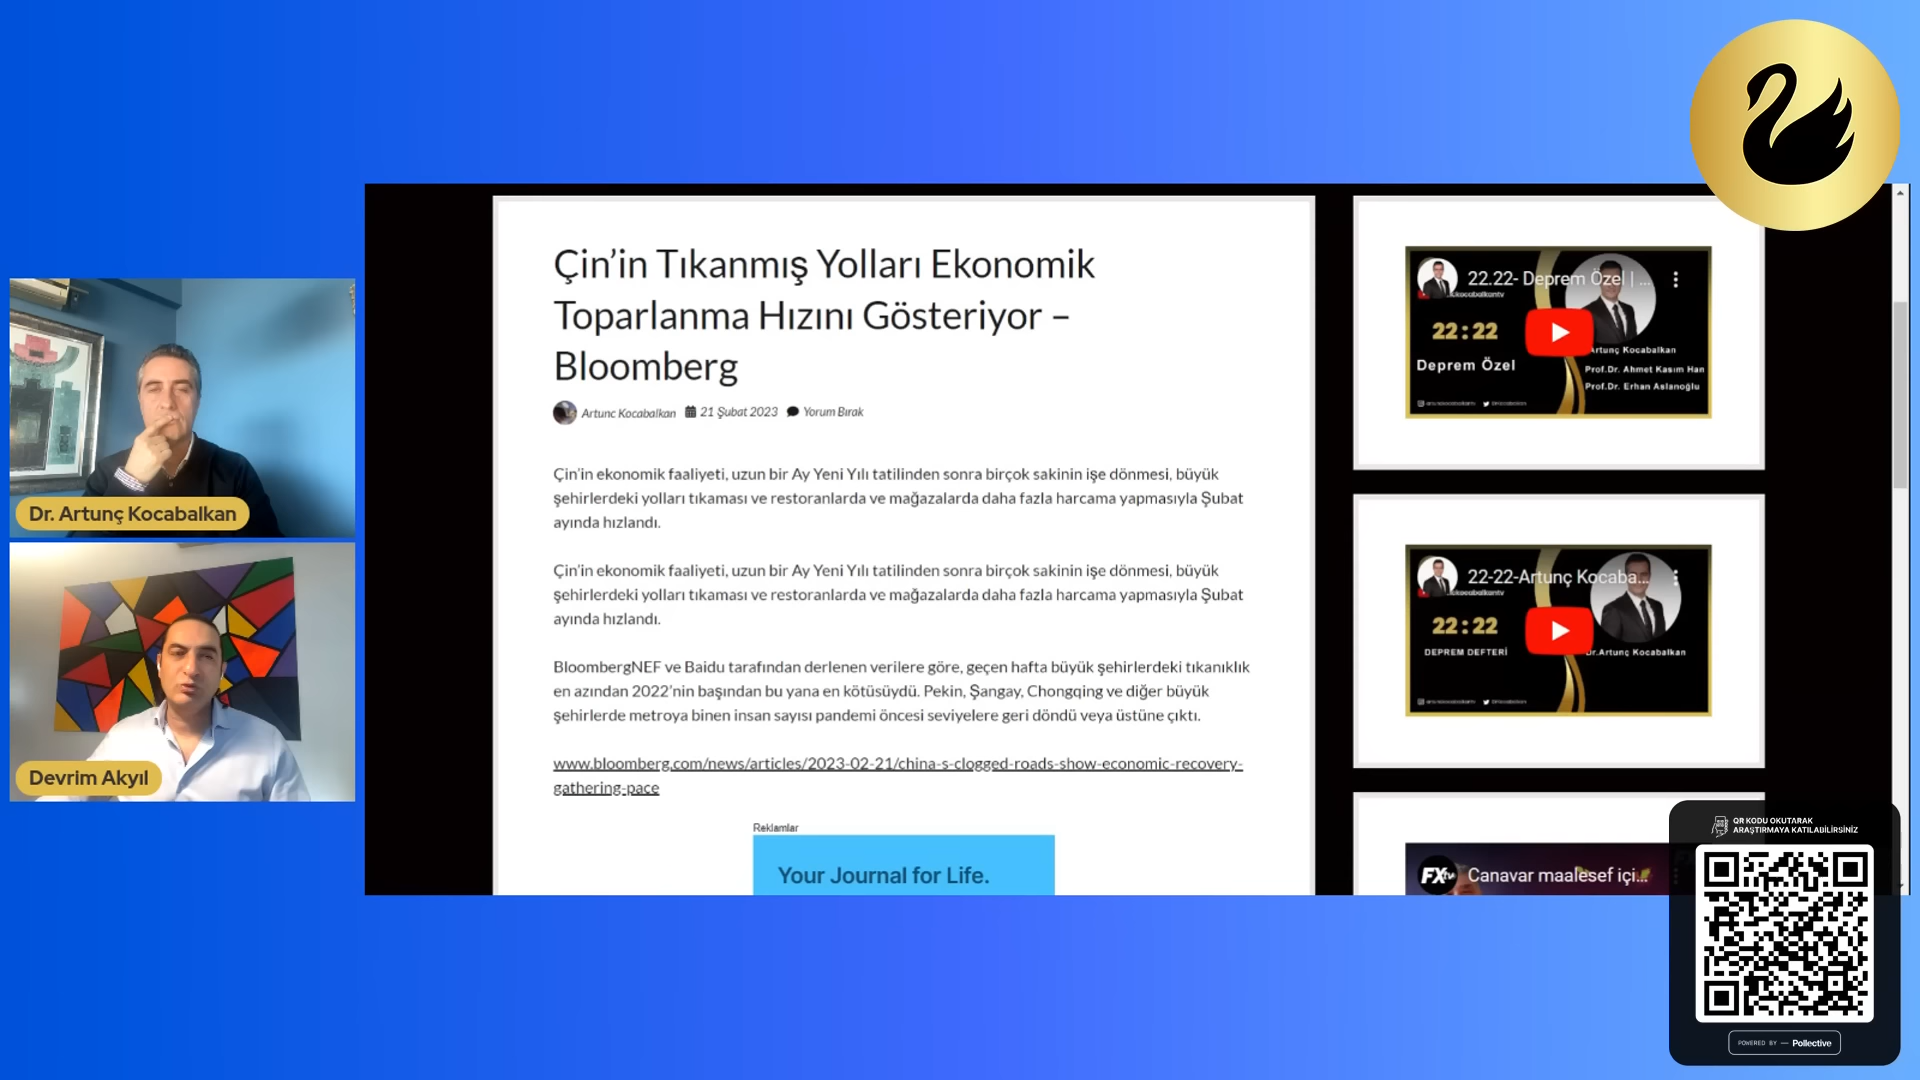 Dr. Artunç Kocabalkan
Devrim Akyıl
Çin’in Tıkanmış Yolları Ekonomik
Toparlanma Hızını Gösteriyor –
Bloomberg
Artunc Kocabalkan 21 Şubat 2023 Yorum Bırak
Çin’in ekonomik faaliyeti, uzun bir Ay Yeni Yılı tatilinden sonra birçok sakinin işe dönmesi, büyük
şehirlerdeki yolları tıkaması ve restoranlarda ve mağazalarda daha fazla harcama yapmasıyla Şubat
ayında hızlandı.
Çin’in ekonomik faaliyeti, uzun bir Ay Yeni Yılı tatilinden sonra birçok sakinin işe dönmesi, büyük
şehirlerdeki yolları tıkaması ve restoranlarda ve mağazalarda daha fazla harcama yapmasıyla Şubat
ayında hızlandı.
BloombergNEF ve Baidu tarafından derlenen verilere göre, geçen hafta büyük şehirlerdeki tıkanıklık
en azından 2022’nin başından bu yana en kötüsüydü. Pekin, Şangay, Chongqing ve diğer büyük
şehirlerde metroya binen insan sayısı pandemi öncesi seviyelere geri döndü veya üstüne çıktı.
www.bloomberg.com/news/articles/2023-02-21/china-s-clogged-roads-show-economic-recovery-
gathering-pace
Reklamlar
Your Journal for Life.
22.22- Deprem Özel | ...
22:22
Deprem Özel
Artunç Kocabalkan
Prof.Dr. Ahmet Kasım Han
Prof.Dr. Erhan Aslanoğlu
22-22-Artunç Kocaba...
22:22
DEPREM DEFTERİ
Dr.Artunç Kocabalkan
FXtv
Canavar maalesef içi...
QR KODU OKUTARAK
ARAŞTIRMAYA KATILABİLİRSİNİZ
POWERED BY — Pollective